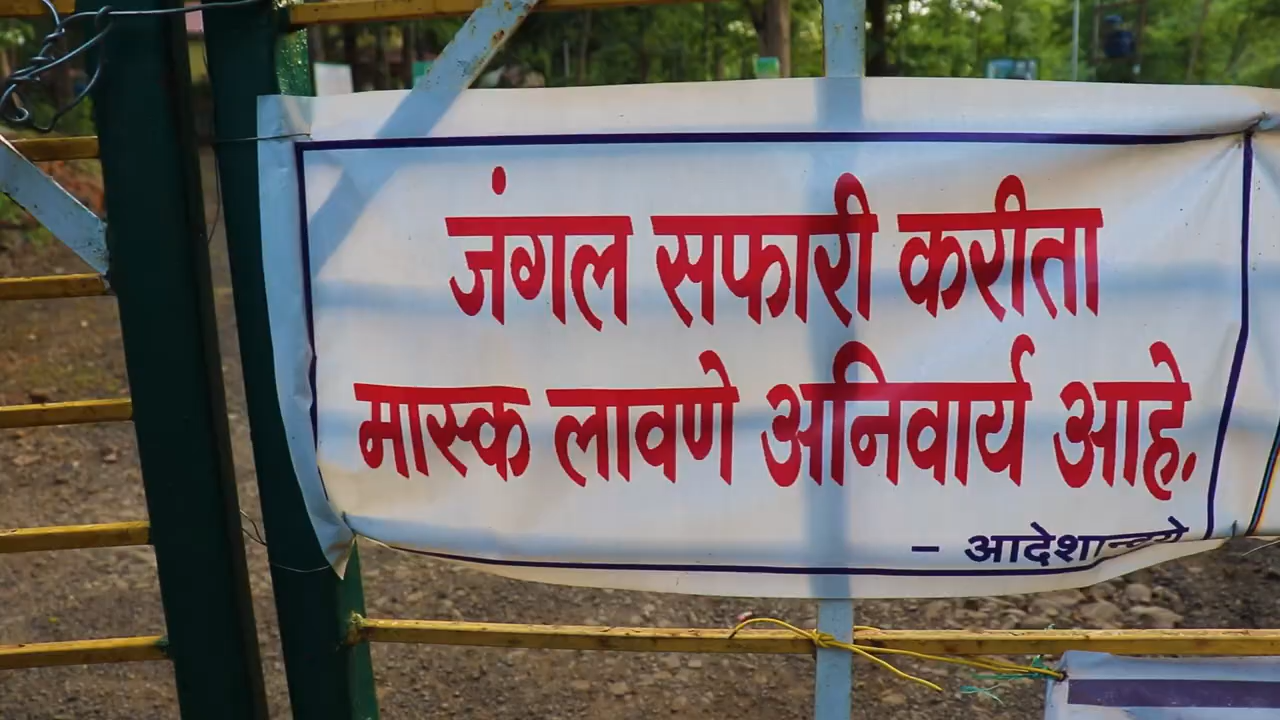 जंगल सफारी करीता
मास्क लावणे अनिवार्य आहे.
- आदेशान्वये